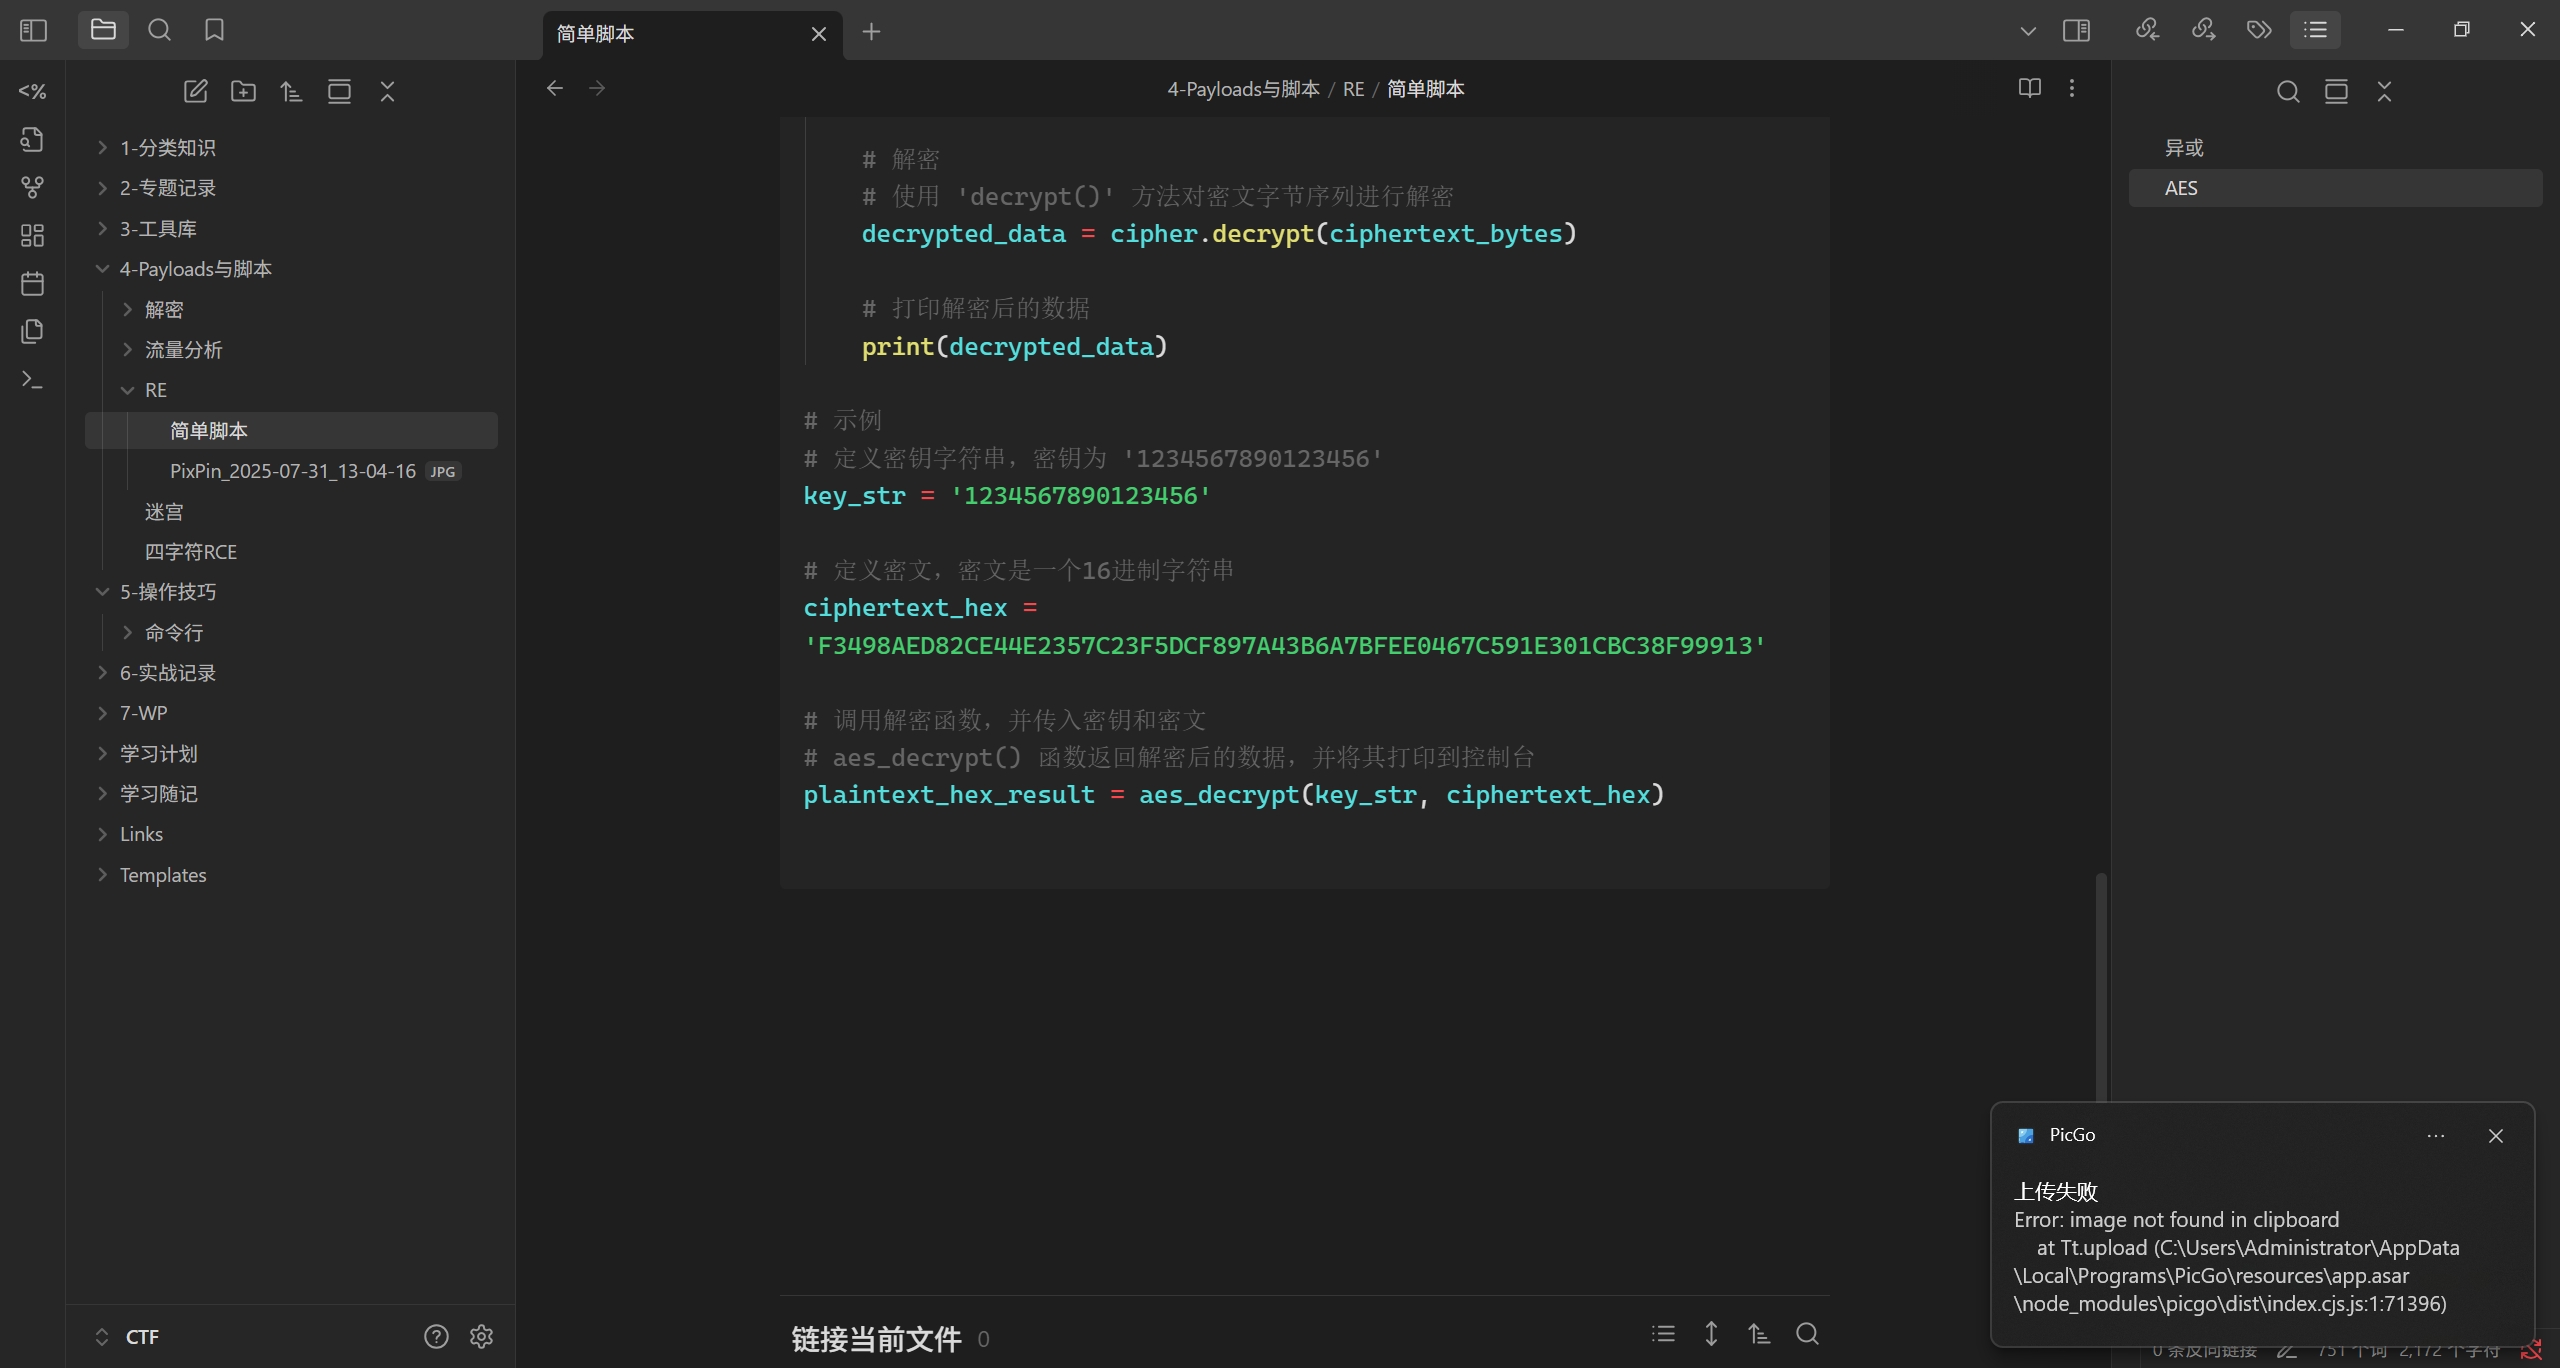 简单脚本
4-Payloads与脚本 / RE / 简单脚本
<%
1-分类知识
2-专题记录
3-工具库
4-Payloads与脚本
解密
流量分析
RE
简单脚本
PixPin_2025-07-31_13-04-16 JPG
迷宫
四字符RCE
5-操作技巧
命令行
6-实战记录
7-WP
学习计划
学习随记
Links
Templates
CTF
# 解密
# 使用 'decrypt()' 方法对密文字节序列进行解密
decrypted_data = cipher.decrypt(ciphertext_bytes)
# 打印解密后的数据
print(decrypted_data)
# 示例
# 定义密钥字符串，密钥为 '1234567890123456'
key_str = '1234567890123456'
# 定义密文，密文是一个16进制字符串
ciphertext_hex =
'F3498AED82CE44E2357C23F5DCF897A43B6A7BFEE0467C591E301CBC38F99913'
# 调用解密函数，并传入密钥和密文
# aes_decrypt() 函数返回解密后的数据，并将其打印到控制台
plaintext_hex_result = aes_decrypt(key_str, ciphertext_hex)
链接当前文件 0
异或
AES
PicGo
上传失败
Error: image not found in clipboard
at Tt.upload (C:\Users\Administrator\AppData
\Local\Programs\PicGo\resources\app.asar
\node_modules\picgo\dist\index.cjs.js:1:71396)
0 条反向链接 751 个词 2,172 个字符